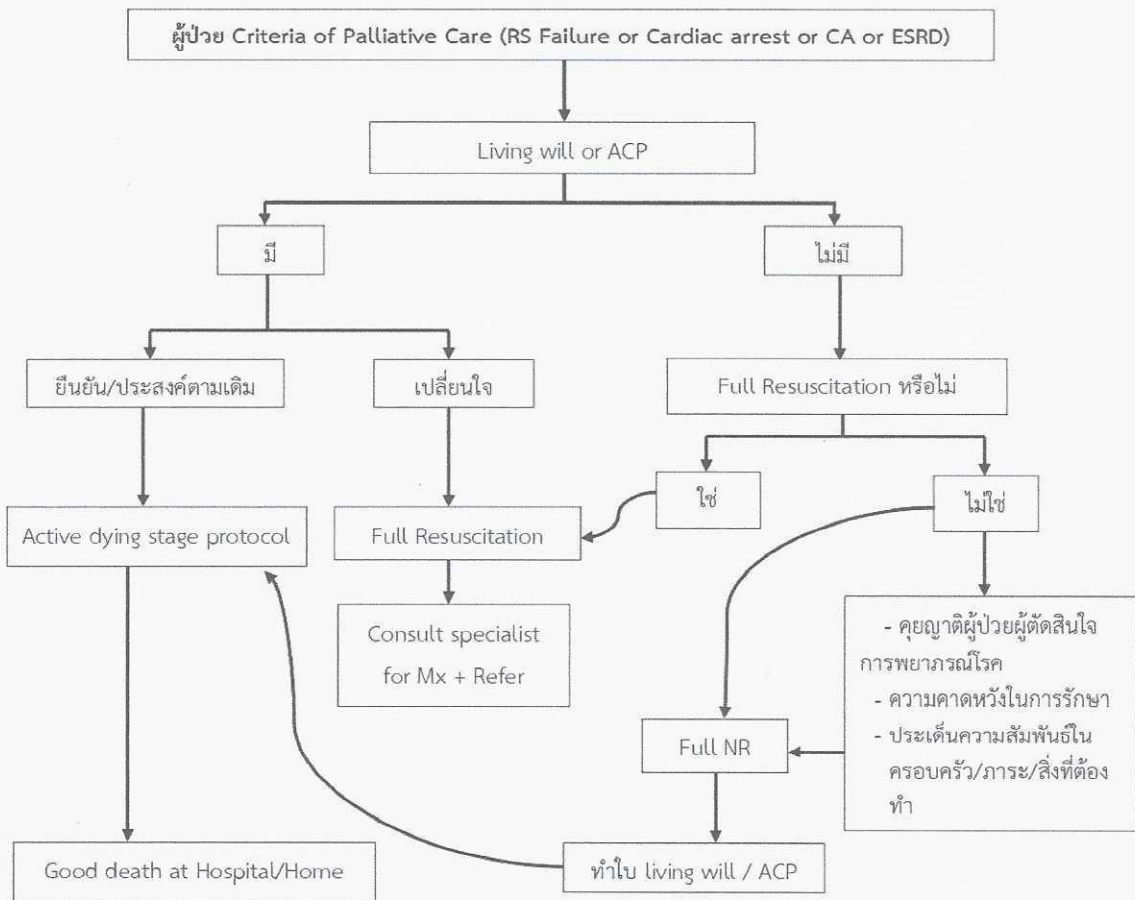 ผู้ป่วย Criteria of Palliative Care (RS Failure or Cardiac arrest or CA or ESRD)
Living will or ACP
มี
ไม่มี
ยืนยัน/ประสงค์ตามเดิม
เปลี่ยนใจ
Full Resuscitation หรือไม่
ใช่
ไม่ใช่
Active dying stage protocol
Full Resuscitation
Consult specialist
for Mx + Refer
- คุยญาติผู้ป่วยผู้ตัดสินใจ
การพยาภรณ์โรค
- ความคาดหวังในการรักษา
- ประเด็นความสัมพันธ์ใน
ครอบครัว/ภาระ/สิ่งที่ต้อง
ทำ
Full NR
Good death at Hospital/Home
ทำใบ living will / ACP